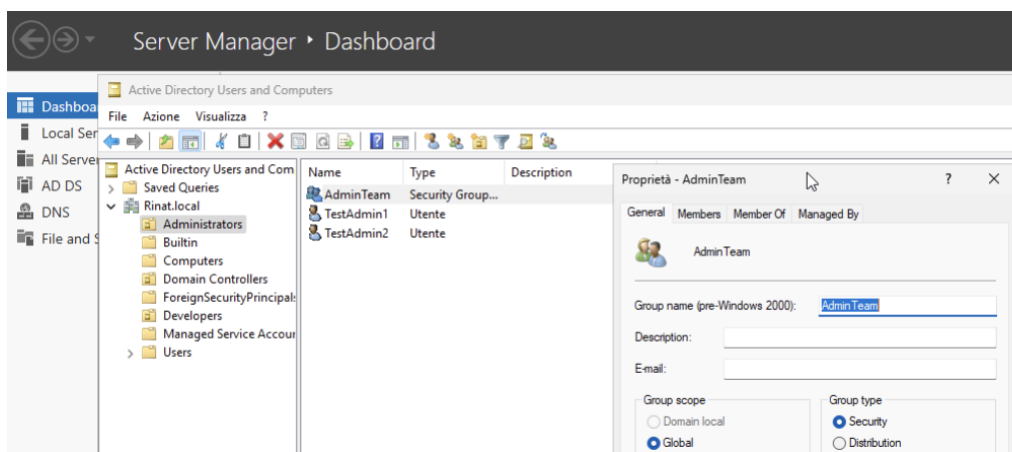 Server Manager ‣ Dashboard
Active Directory Users and Computers
File Azione Visualizza ?
Dashboa
Local Ser
All Server
AD DS
DNS
File and S
Active Directory Users and Com
Saved Queries
Rinat.local
Administrators
Builtin
Computers
Domain Controllers
ForeignSecurityPrincipals
Developers
Managed Service Accour
Users
Name Type Description
AdminTeam Security Group...
TestAdmin1 Utente
TestAdmin2 Utente
Proprietà - AdminTeam ? ×
General Members Member Of Managed By
AdminTeam
Group name (pre-Windows 2000): AdminTeam
Description:
E-mail:
Group scope
Domain local
Global
Group type
Security
Distribution